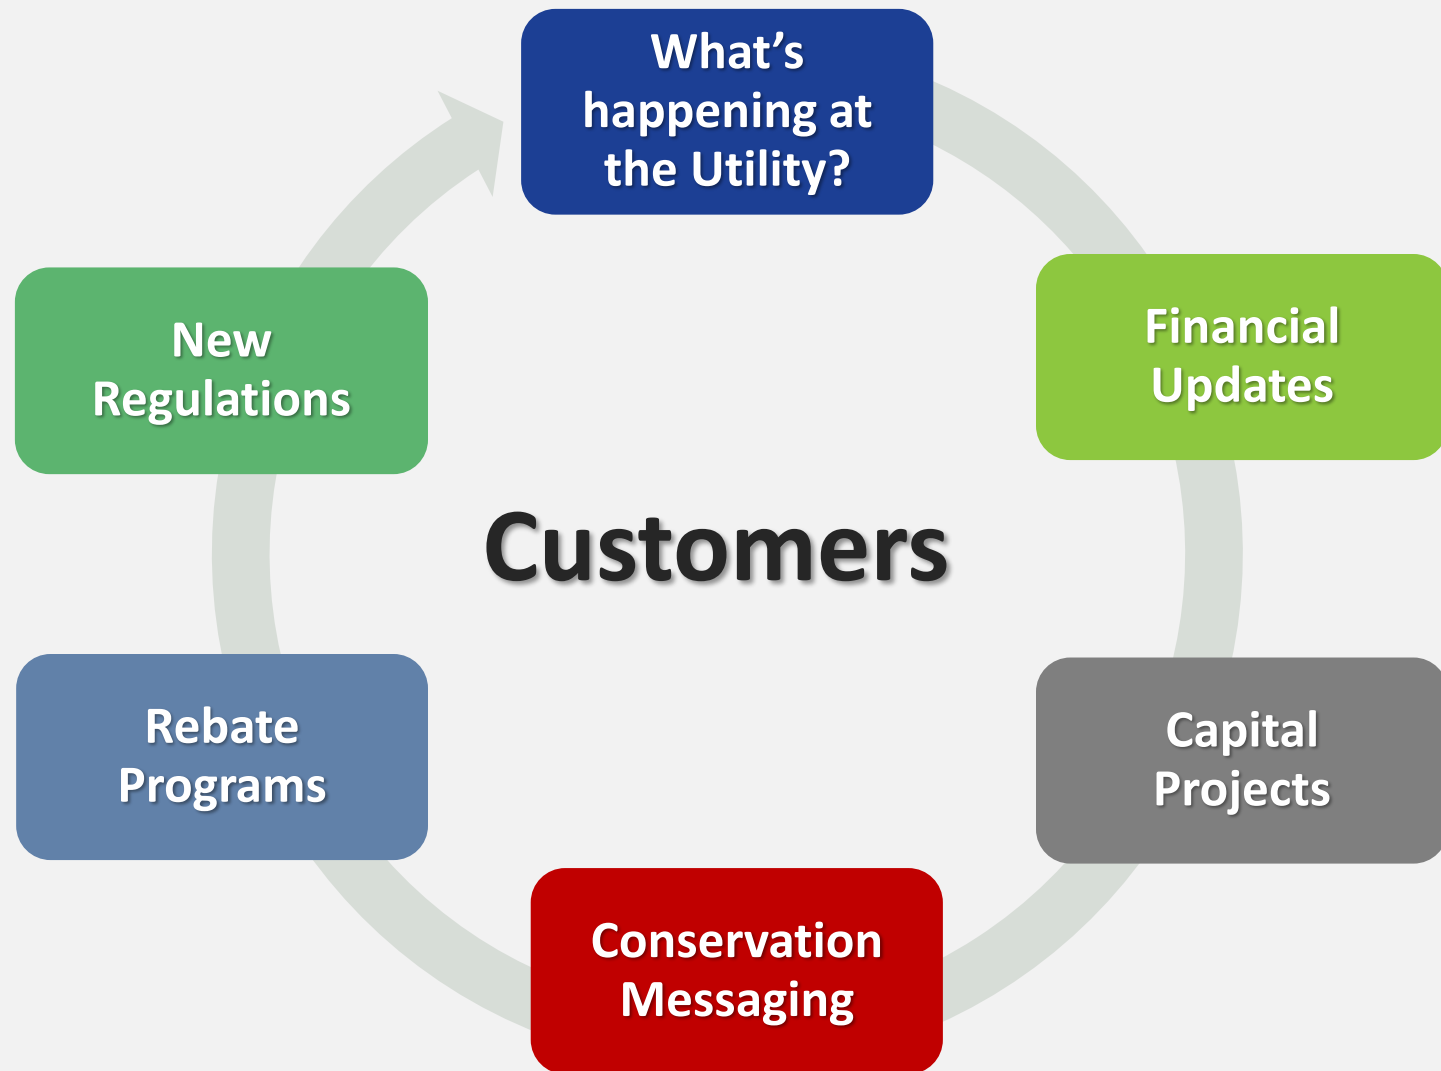 What’s
happening at
the Utility?
Financial
Updates
Capital
Projects
Conservation
Messaging
Rebate
Programs
New
Regulations
Customers